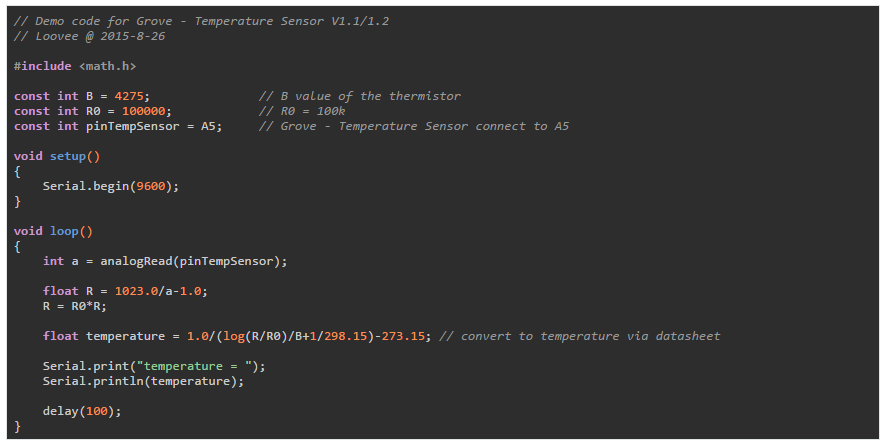 // Demo code for Grove - Temperature Sensor V1.1/1.2
// Loovee @ 2015-8-26
#include <math.h>
const int B = 4275;               // B value of the thermistor
const int R0 = 100000;            // R0 = 100k
const int pinTempSensor = A5;     // Grove - Temperature Sensor connect to A5
void setup()
{
    Serial.begin(9600);
}
void loop()
{
    int a = analogRead(pinTempSensor);
    float R = 1023.0/a-1.0;
    R = R0*R;
    float temperature = 1.0/(log(R/R0)/B+1/298.15)-273.15; // convert to temperature via datasheet
    Serial.print("temperature = ");
    Serial.println(temperature);
    delay(100);
}